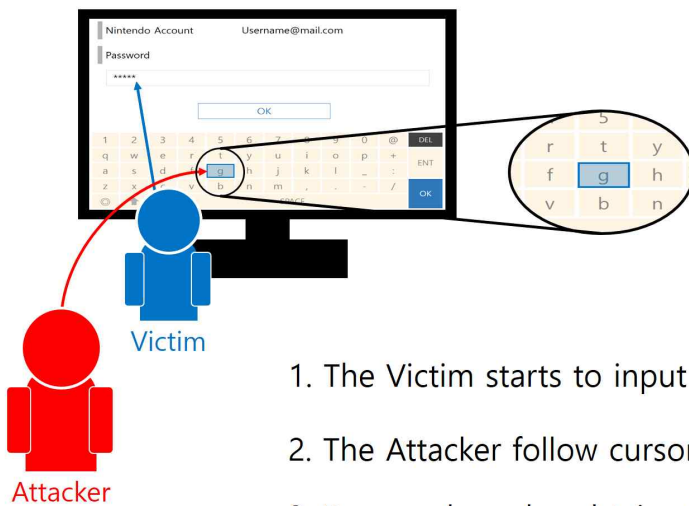 Nintendo Account Username@mail.com
Password
*****
OK
1 2 3 4 5 6 7 8 9 0 @ DEL
q w e r t y u i o p + ENT
a s d f g h j k l _ :
z x c v b n m , . - / OK
5
r t y
f g h
v b n
Victim
Attacker
1. The Victim starts to input
2. The Attacker follow cursor